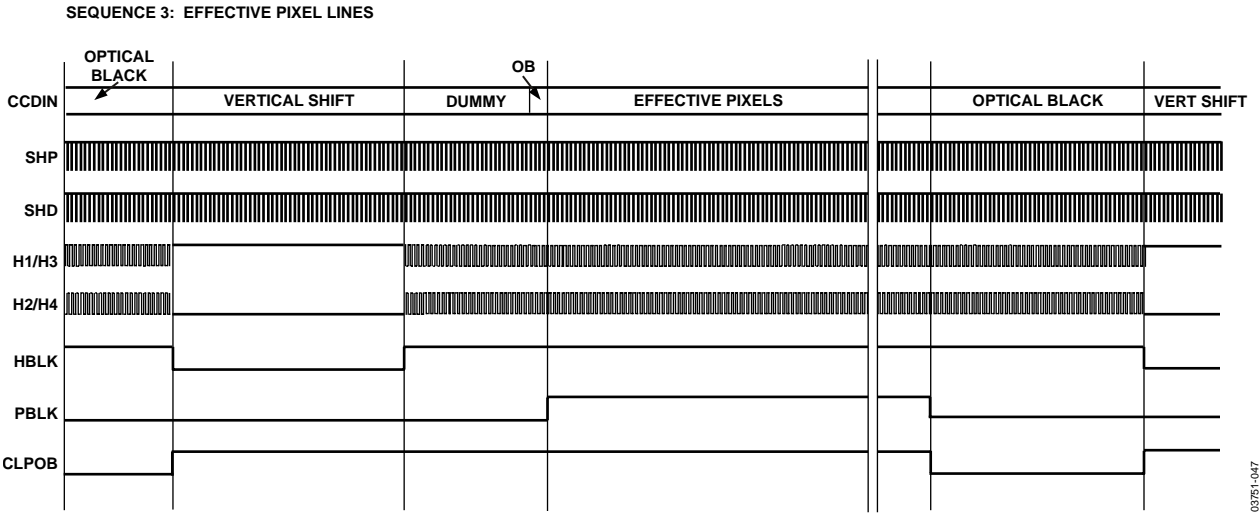 SEQUENCE 3: EFFECTIVE PIXEL LINES
OPTICAL
BLACK
OB
CCDIN
VERTICAL SHIFT
DUMMY
EFFECTIVE PIXELS
OPTICAL BLACK
VERT SHIFT
SHP
SHD
H1/H3
H2/H4
HBLK
PBLK
CLPOB
03751-047